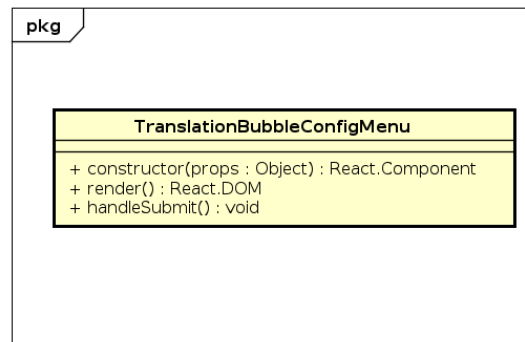 pkg
TranslationBubbleConfigMenu
+ constructor(props : Object) : React.Component
+ render() : React.DOM
+ handleSubmit() : void